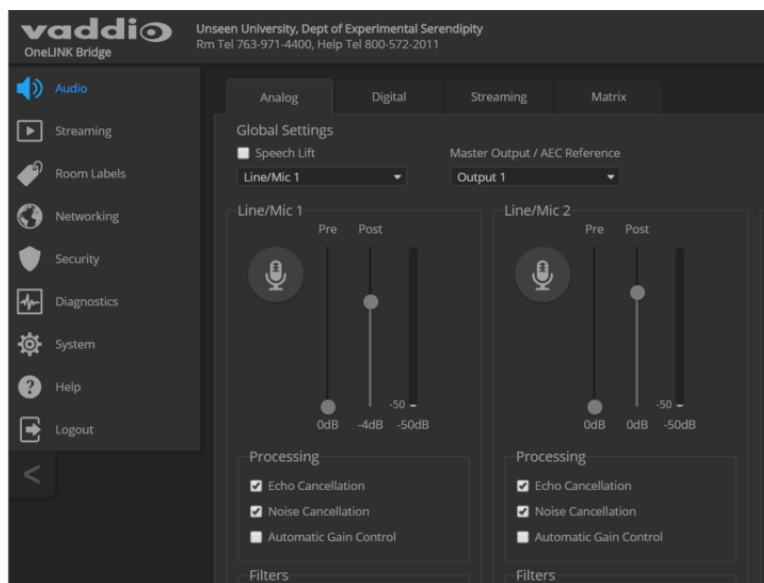 vaddio
OneLINK Bridge
Unseen University, Dept of Experimental Serendipity
Rm Tel 763-971-4400, Help Tel 800-572-2011
Audio
Streaming
Room Labels
Networking
Security
Diagnostics
System
Help
Logout
<
Analog Digital Streaming Matrix
Global Settings
Speech Lift Master Output / AEC Reference
Line/Mic 1 Output 1
Line/Mic 1
Pre Post
-50
0dB -4dB -50dB
Processing
Echo Cancellation
Noise Cancellation
Automatic Gain Control
Filters
Line/Mic 2
Pre Post
-50
0dB 0dB -50dB
Processing
Echo Cancellation
Noise Cancellation
Automatic Gain Control
Filters